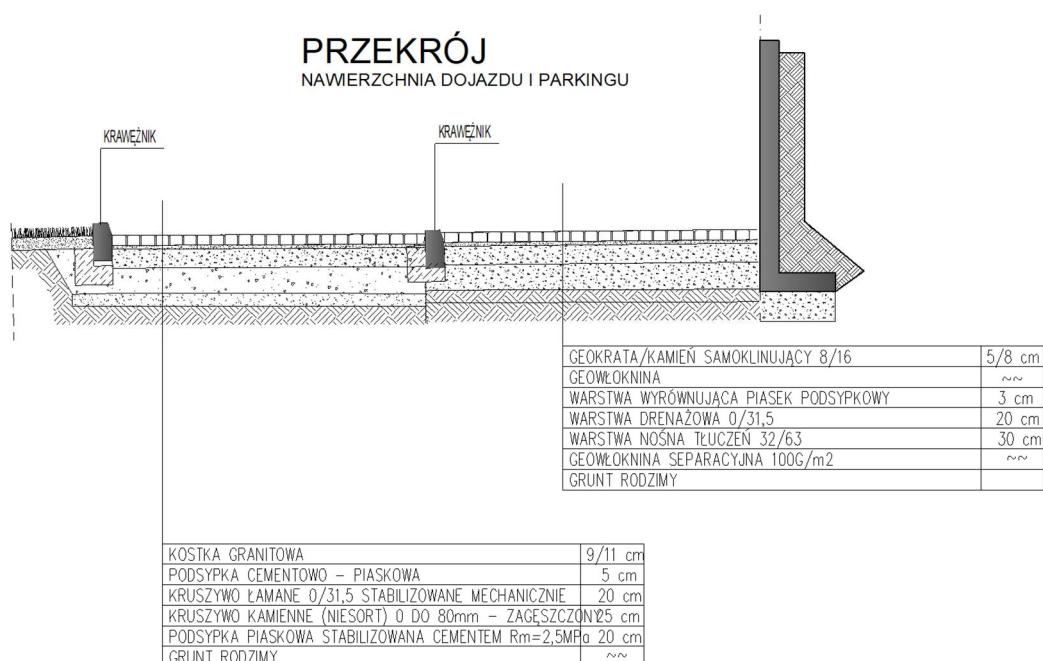 PRZEKRÓJ
NAWIERZCHNIA DOJAZDU I PARKINGU
KRAWĘŻNIK
KRAWĘŻNIK
GEOKRATA/KAMIEŃ SAMOKLINUJĄCY 8/16 5/8 cm
GEOWŁOKNINA ~~
WARSTWA WYRÓWNUJĄCA PIASEK PODSYPKOWY 3 cm
WARSTWA DRENAŻOWA 0/31,5 20 cm
WARSTWA NOŚNA TŁUCZEŃ 32/63 30 cm
GEOWŁOKNINA SEPARACYJNA 100G/m2 ~~
GRUNT RODZIMY
KOSTKA GRANITOWA 9/11 cm
PODSYPKA CEMENTOWO – PIASKOWA 5 cm
KRUSZYWO ŁAMANE 0/31,5 STABILIZOWANE MECHANICZNIE 20 cm
KRUSZYWO KAMIENNE (NIESORT) 0 DO 80mm – ZAGĘSZCZONY 25 cm
PODSYPKA PIASKOWA STABILIZOWANA CEMENTEM Rm=2,5MPa 20 cm
GRUNT RODZIMY ~~